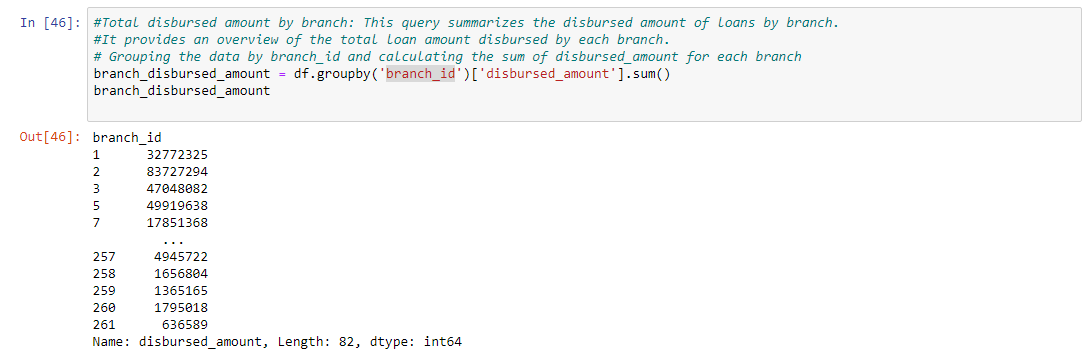 In [46]: #Total disbursed amount by branch: This query summarizes the disbursed amount of loans by branch.
#It provides an overview of the total loan amount disbursed by each branch.
# Grouping the data by branch_id and calculating the sum of disbursed_amount for each branch
branch_disbursed_amount = df.groupby('branch_id')['disbursed_amount'].sum()
branch_disbursed_amount
Out[46]: branch_id
1      32772325
2      83727294
3      47048082
5      49919638
7      17851368
...
257     4945722
258     1656804
259     1365165
260     1795018
261      636589
Name: disbursed_amount, Length: 82, dtype: int64